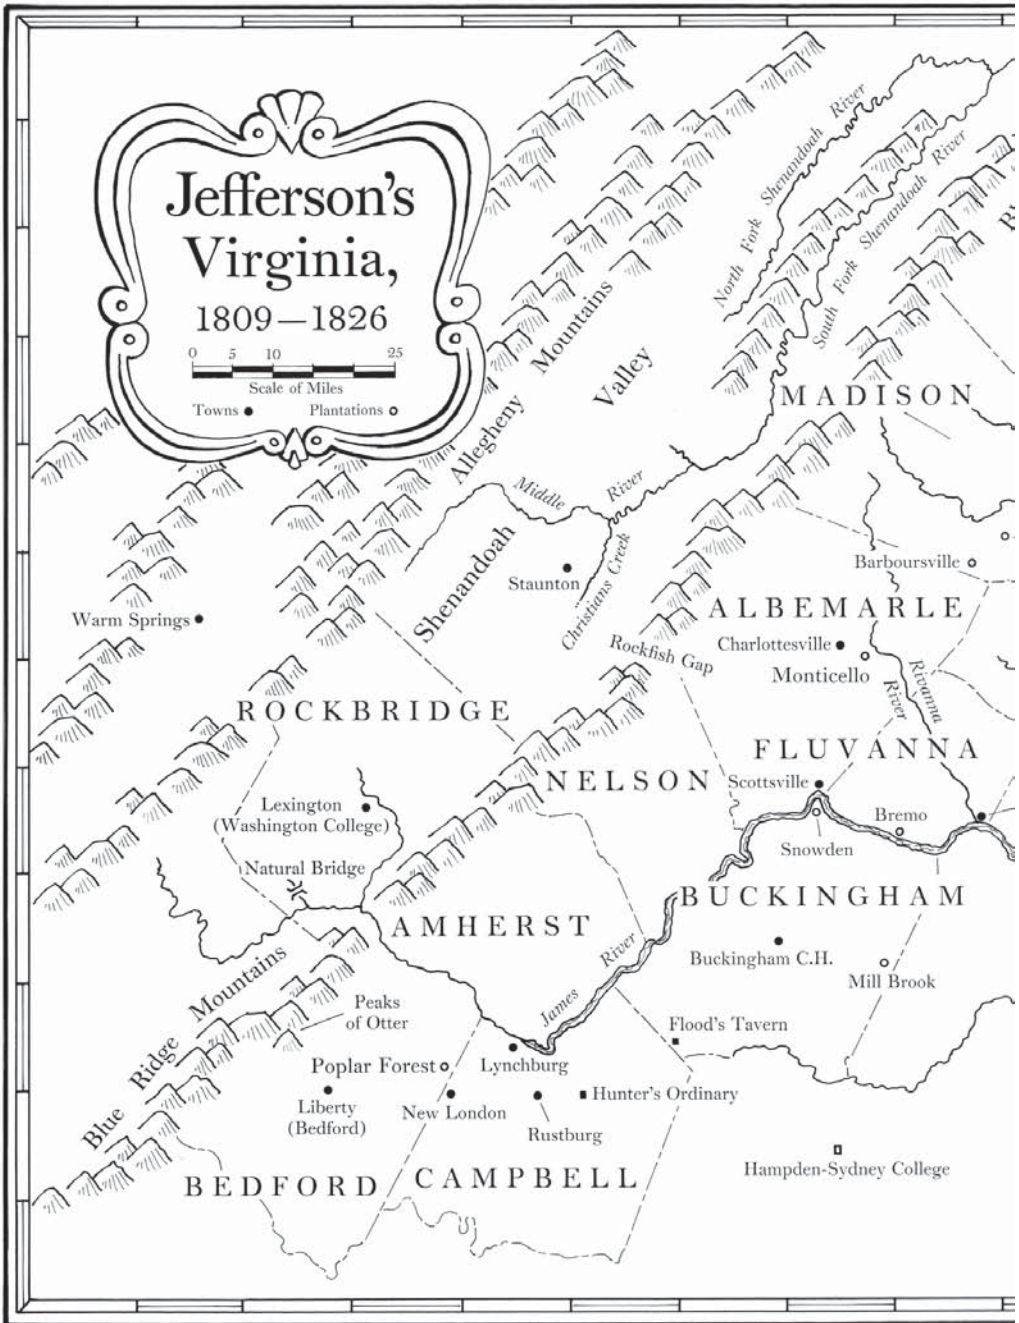 Jefferson's
Virginia,
1809—1826
0 5 10 25
Scale of Miles
Towns
Plantations
North Fork Shenandoah River
South Fork Shenandoah River
Allegheny Mountains
Shenandoah Valley
MADISON
Middle River
Christians Creek
Staunton
Barboursville
Warm Springs
ALBEMARLE
Charlottesville
Monticello
Rockfish Gap
Rivanna
River
ROCKBRIDGE
FLUVANNA
NELSON
Scottsville
Lexington
(Washington College)
Bremo
Snowden
Natural Bridge
BUCKINGHAM
AMHERST
Buckingham C.H.
Mill Brook
James River
Blue Ridge Mountains
Peaks
of Otter
Flood's Tavern
Poplar Forest
Lynchburg
Hunter's Ordinary
Liberty
(Bedford)
New London
Rustburg
Hampden-Sydney College
BEDFORD
CAMPBELL